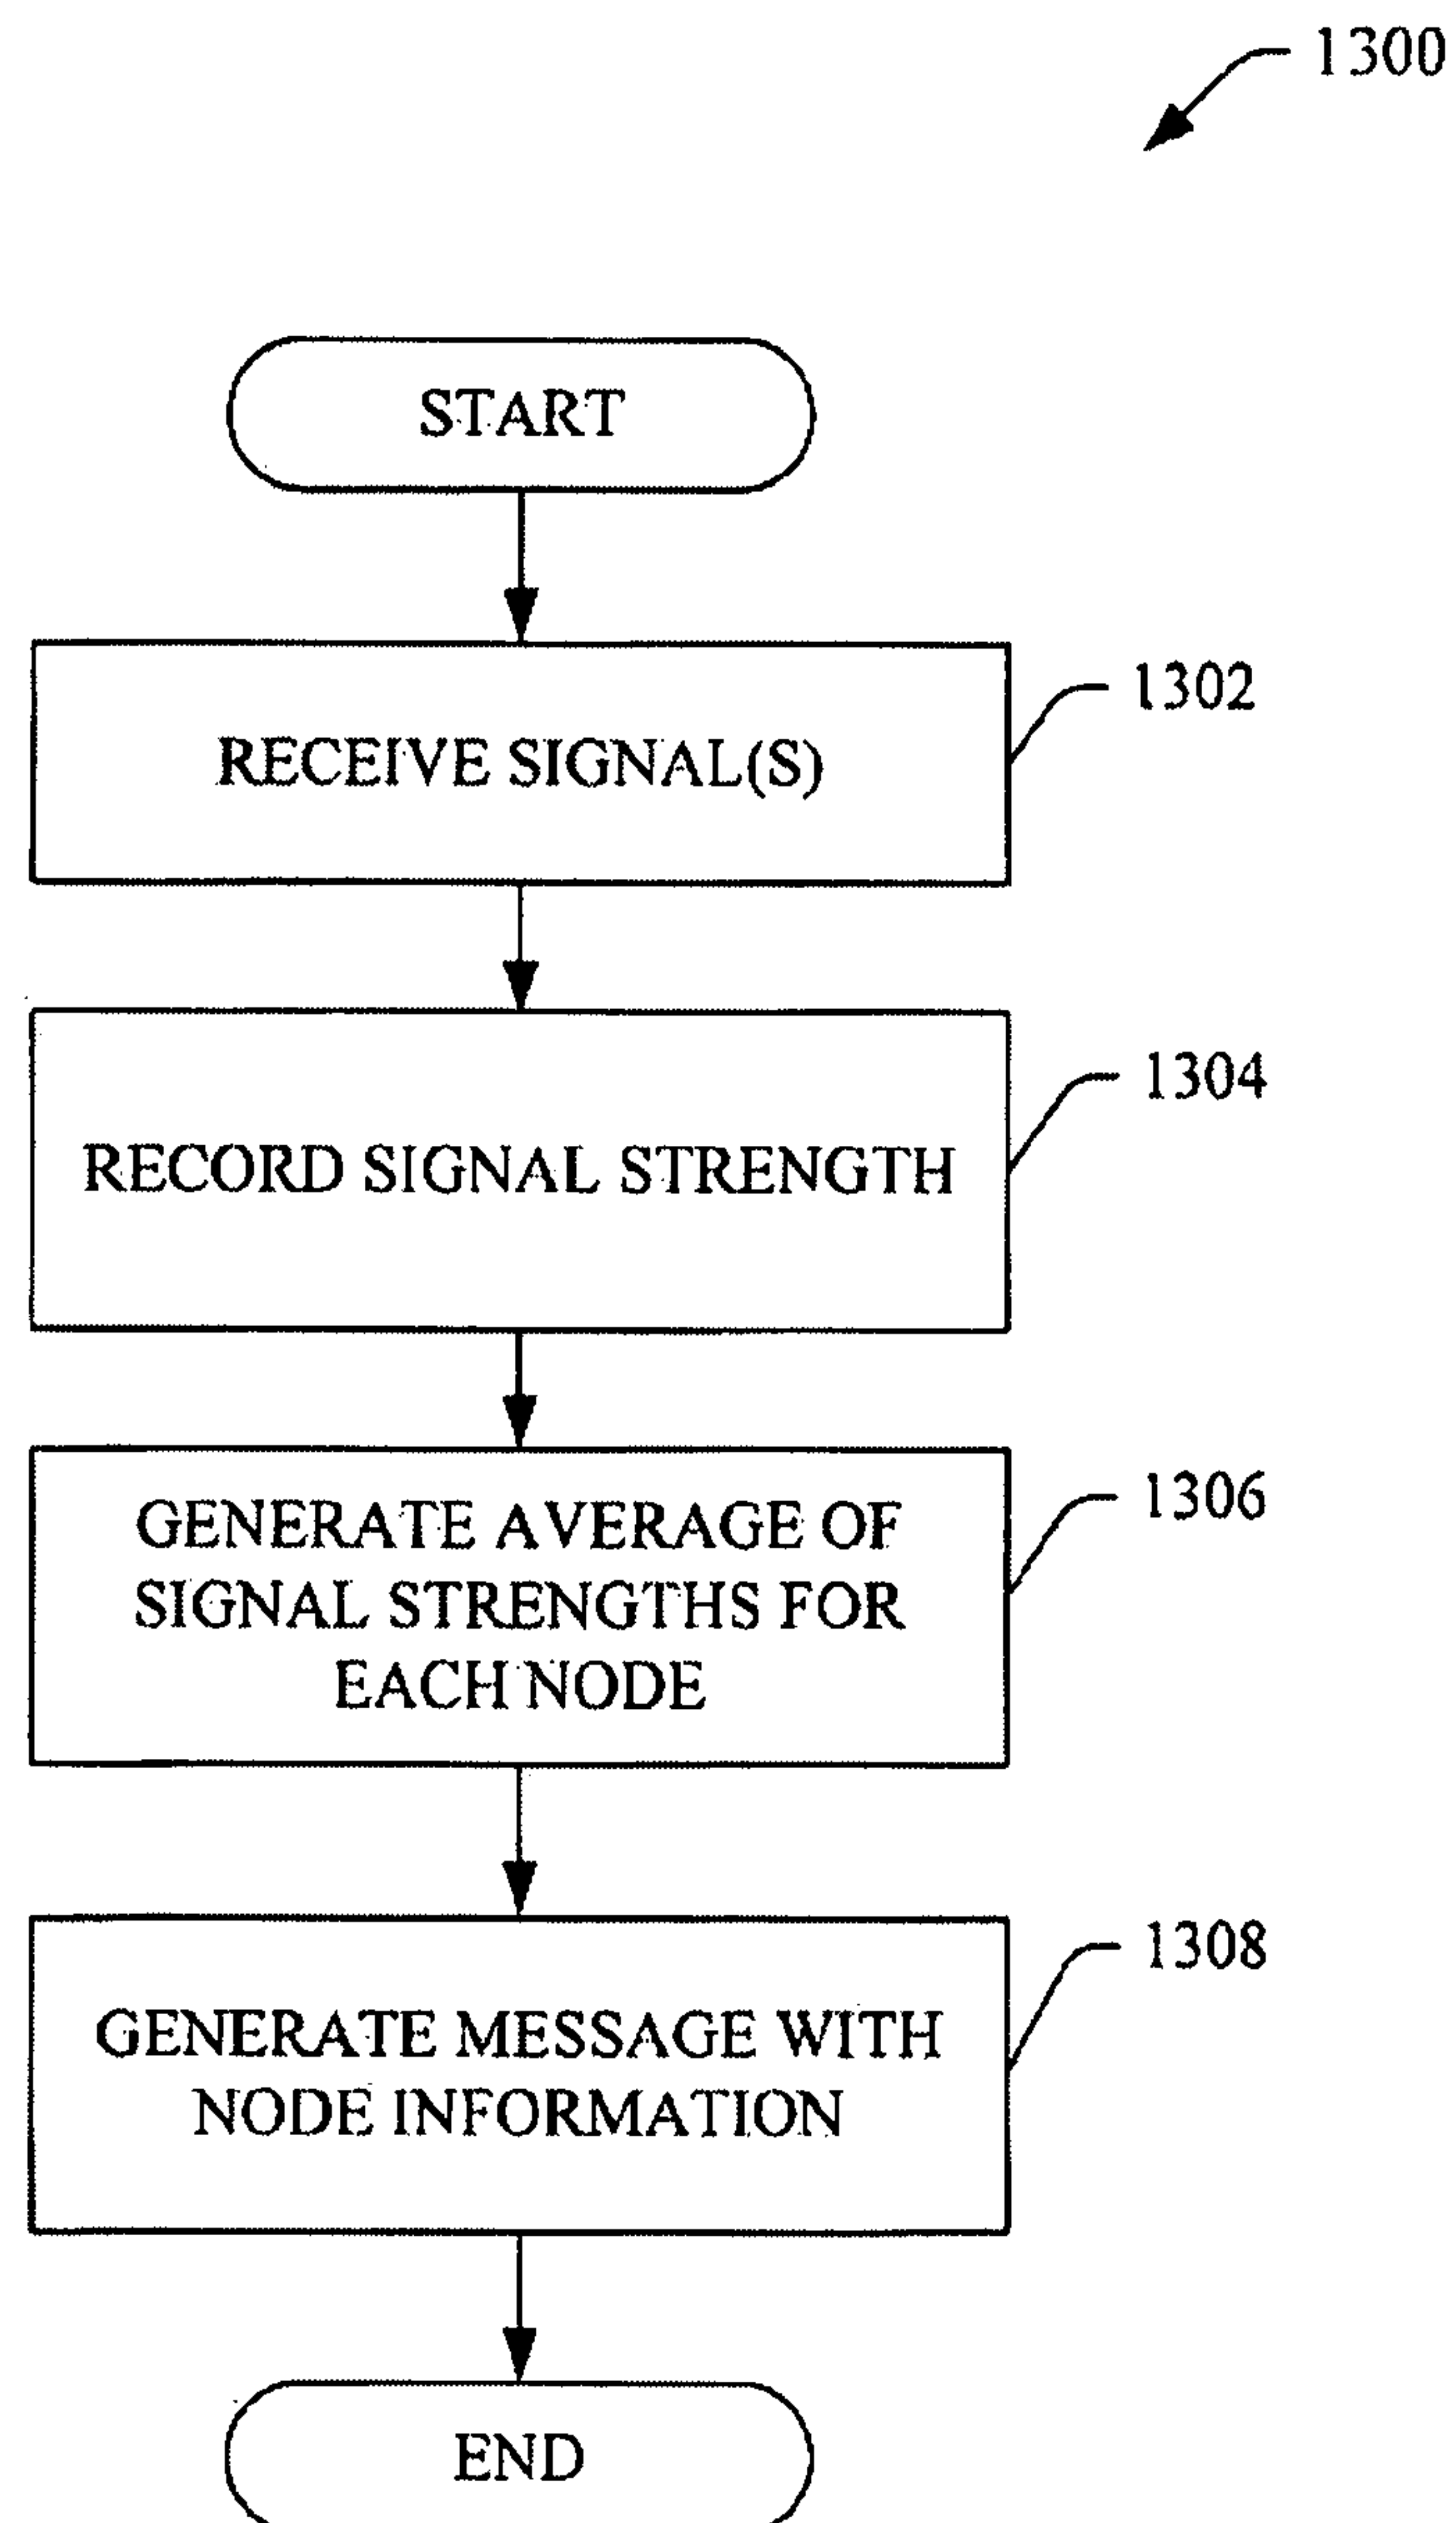 1300
START
RECEIVE SIGNAL(S)
1302
RECORD SIGNAL STRENGTH
1304
GENERATE AVERAGE OF
SIGNAL STRENGTHS FOR
EACH NODE
1306
GENERATE MESSAGE WITH
NODE INFORMATION
1308
END